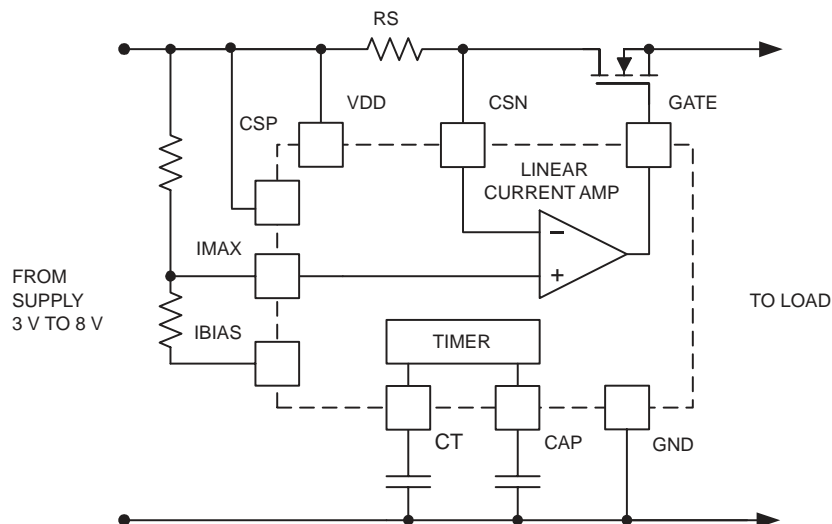 RS
VDD
CSN
GATE
CSP
LINEAR
CURRENT AMP
IMAX
FROM
SUPPLY
3 V TO 8 V
TO LOAD
IBIAS
TIMER
CT
CAP
GND